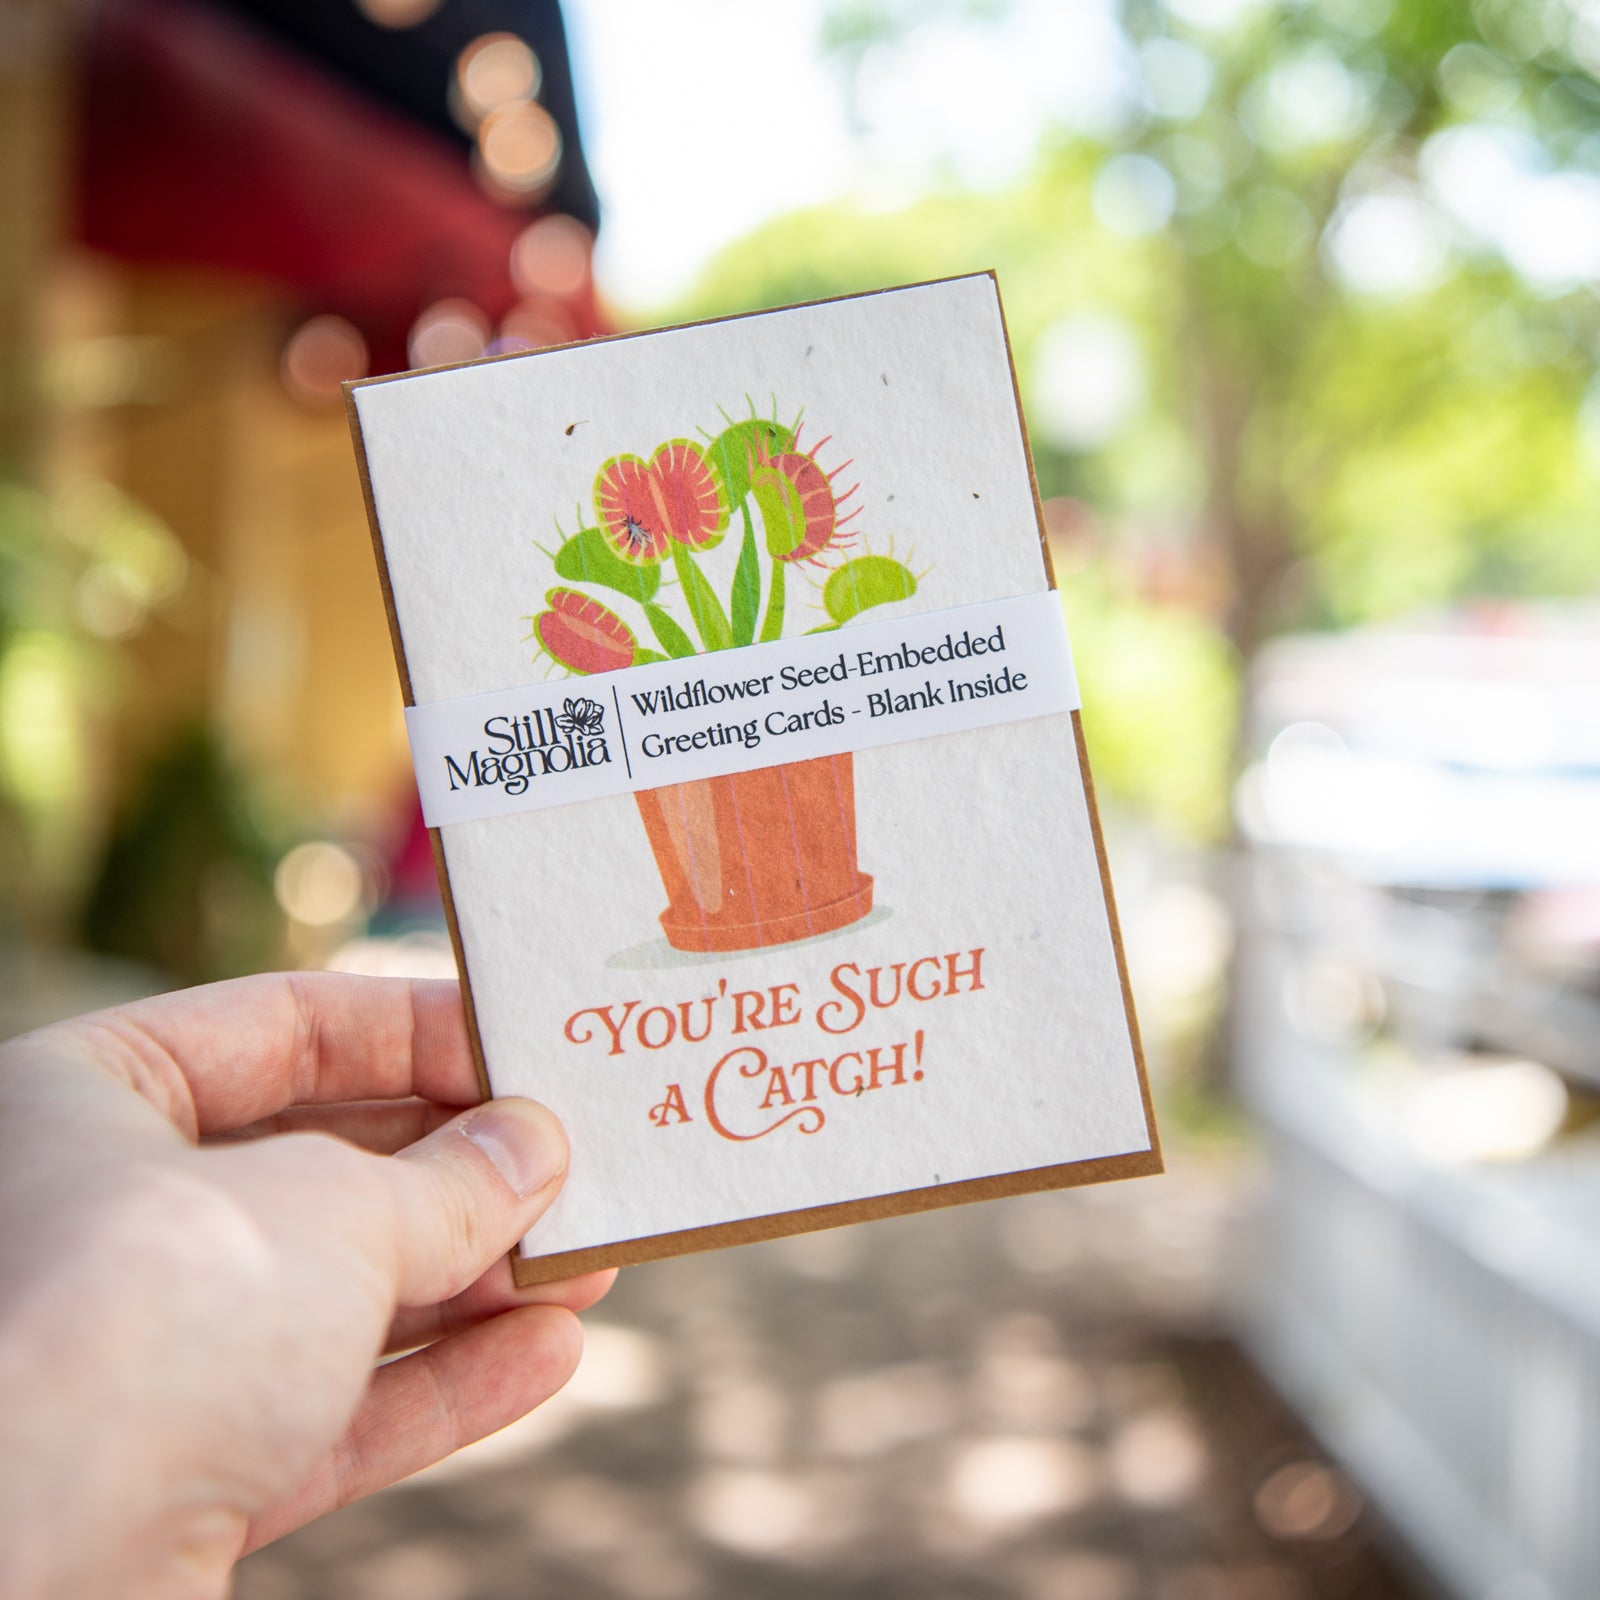 Still
Magnolia
Wildflower Seed-Embedded
Greeting Cards - Blank Inside
You're Such
a Catch!